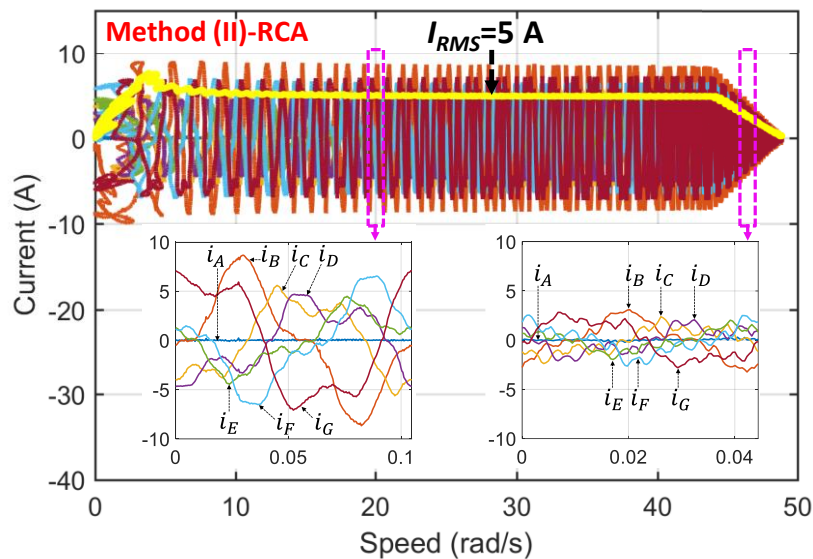 Method (II)-RCA
I_RMS=5 A
10
0
-10
-20
-30
-40
Current (A)
0
10
20
30
40
50
Speed (rad/s)
10
5
0
-5
-10
0
0.05
0.1
i_A
i_B
i_C
i_D
i_E
i_F
i_G
10
5
0
-5
-10
0
0.02
0.04
i_A
i_B
i_C
i_D
i_E
i_F
i_G